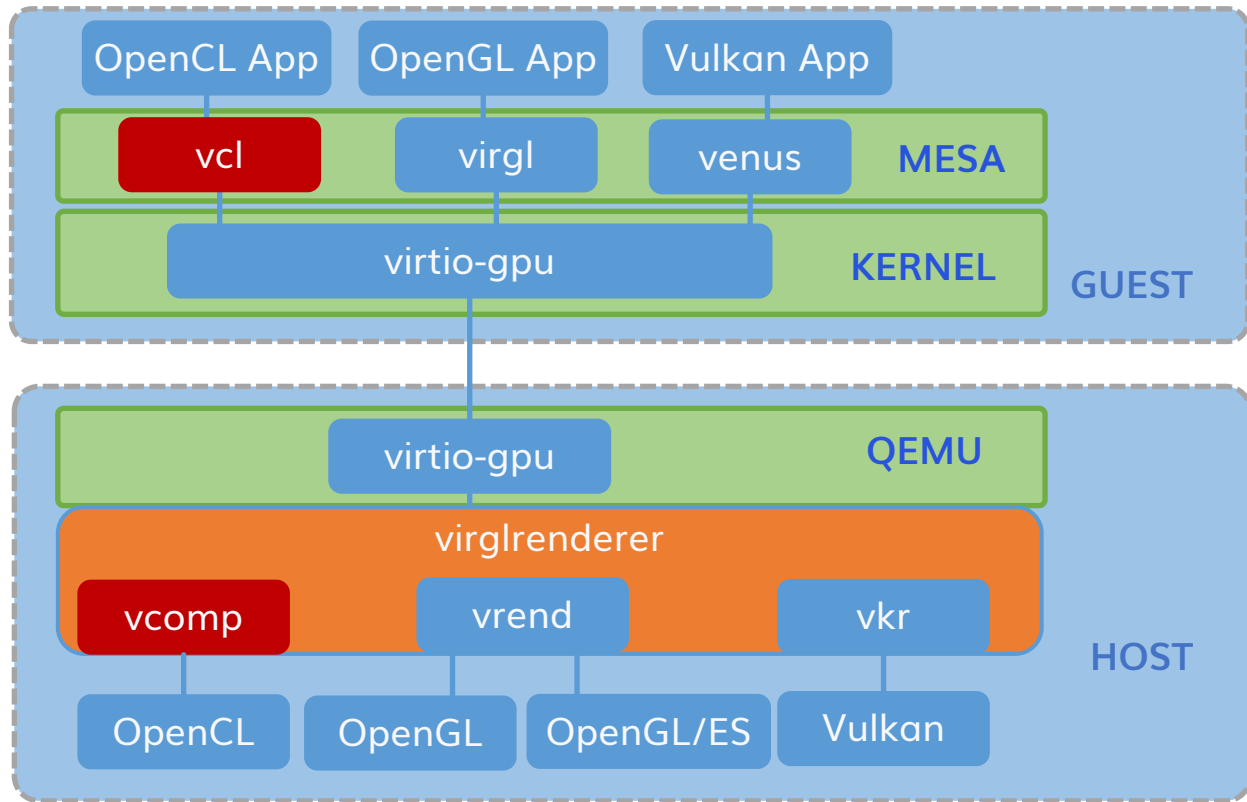 OpenCL App
OpenGL App
Vulkan App
vcl
virgl
venus
MESA
virtio-gpu
KERNEL
GUEST
virtio-gpu
QEMU
virglrenderer
vcomp
vrend
vkr
HOST
OpenCL
OpenGL
OpenGL/ES
Vulkan